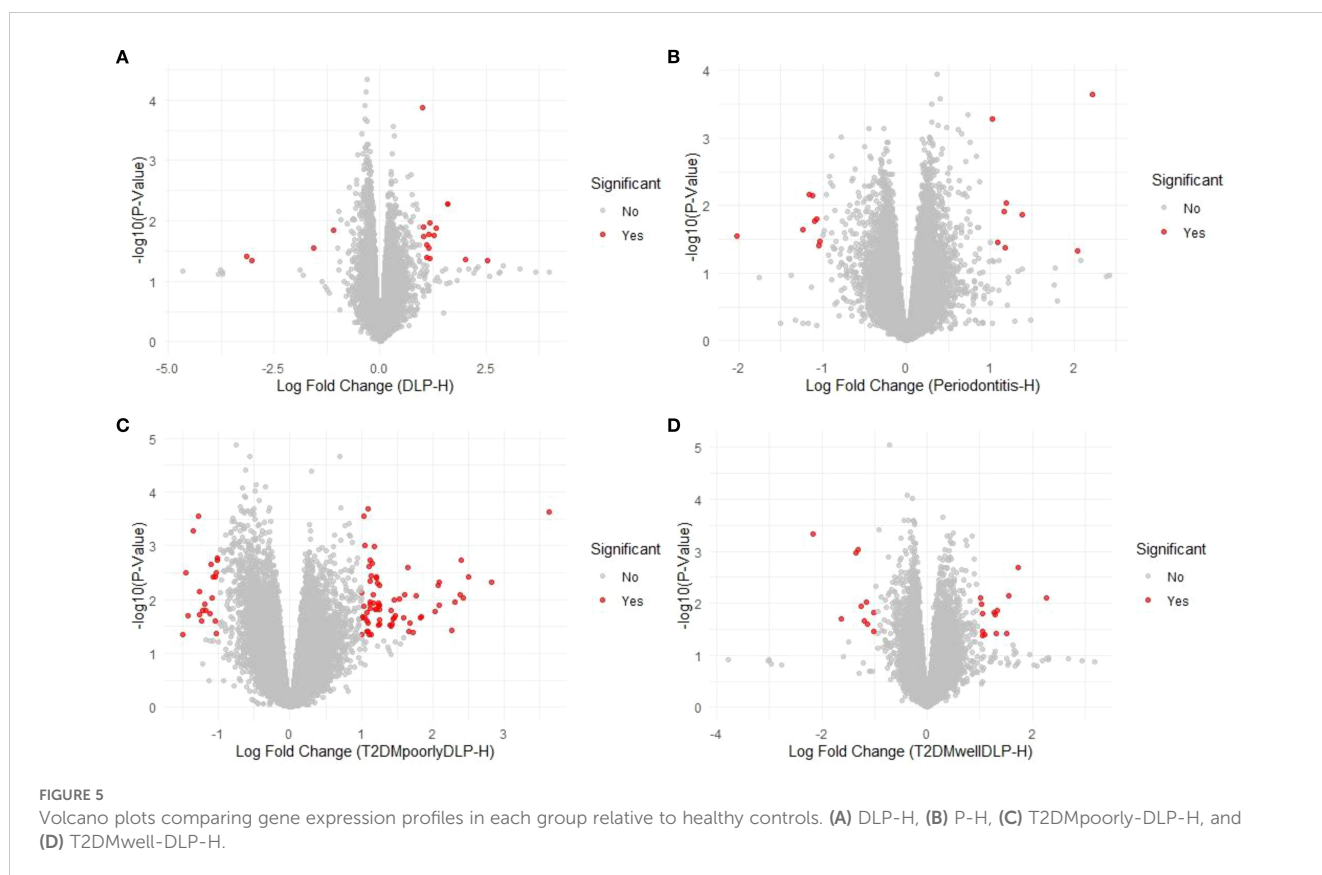 A
4
3
2
1
0
-log10(P-Value)
-5.0
-2.5
0.0
2.5
Log Fold Change (DLP-H)
Significant
No
Yes
B
4
3
2
1
0
-log10(P-Value)
-2
-1
0
1
2
Log Fold Change (Periodontitis-H)
Significant
No
Yes
C
5
4
3
2
1
0
-log10(P-Value)
-1
0
1
2
3
Log Fold Change (T2DMpoorlyDLP-H)
Significant
No
Yes
D
5
4
3
2
1
0
-log10(P-Value)
-4
-2
0
2
Log Fold Change (T2DMwellDLP-H)
Significant
No
Yes
FIGURE 5
Volcano plots comparing gene expression profiles in each group relative to healthy controls. (A) DLP-H, (B) P-H, (C) T2DMpoorly-DLP-H, and
(D) T2DMwell-DLP-H.